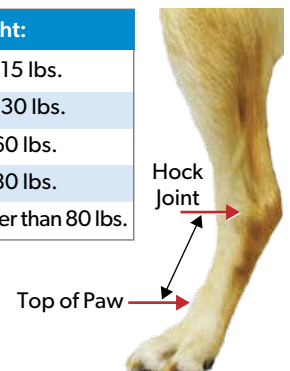 ht:
15 lbs.
30 lbs.
60 lbs.
80 lbs.
er than 80 lbs.
Hock
Joint
Top of Paw